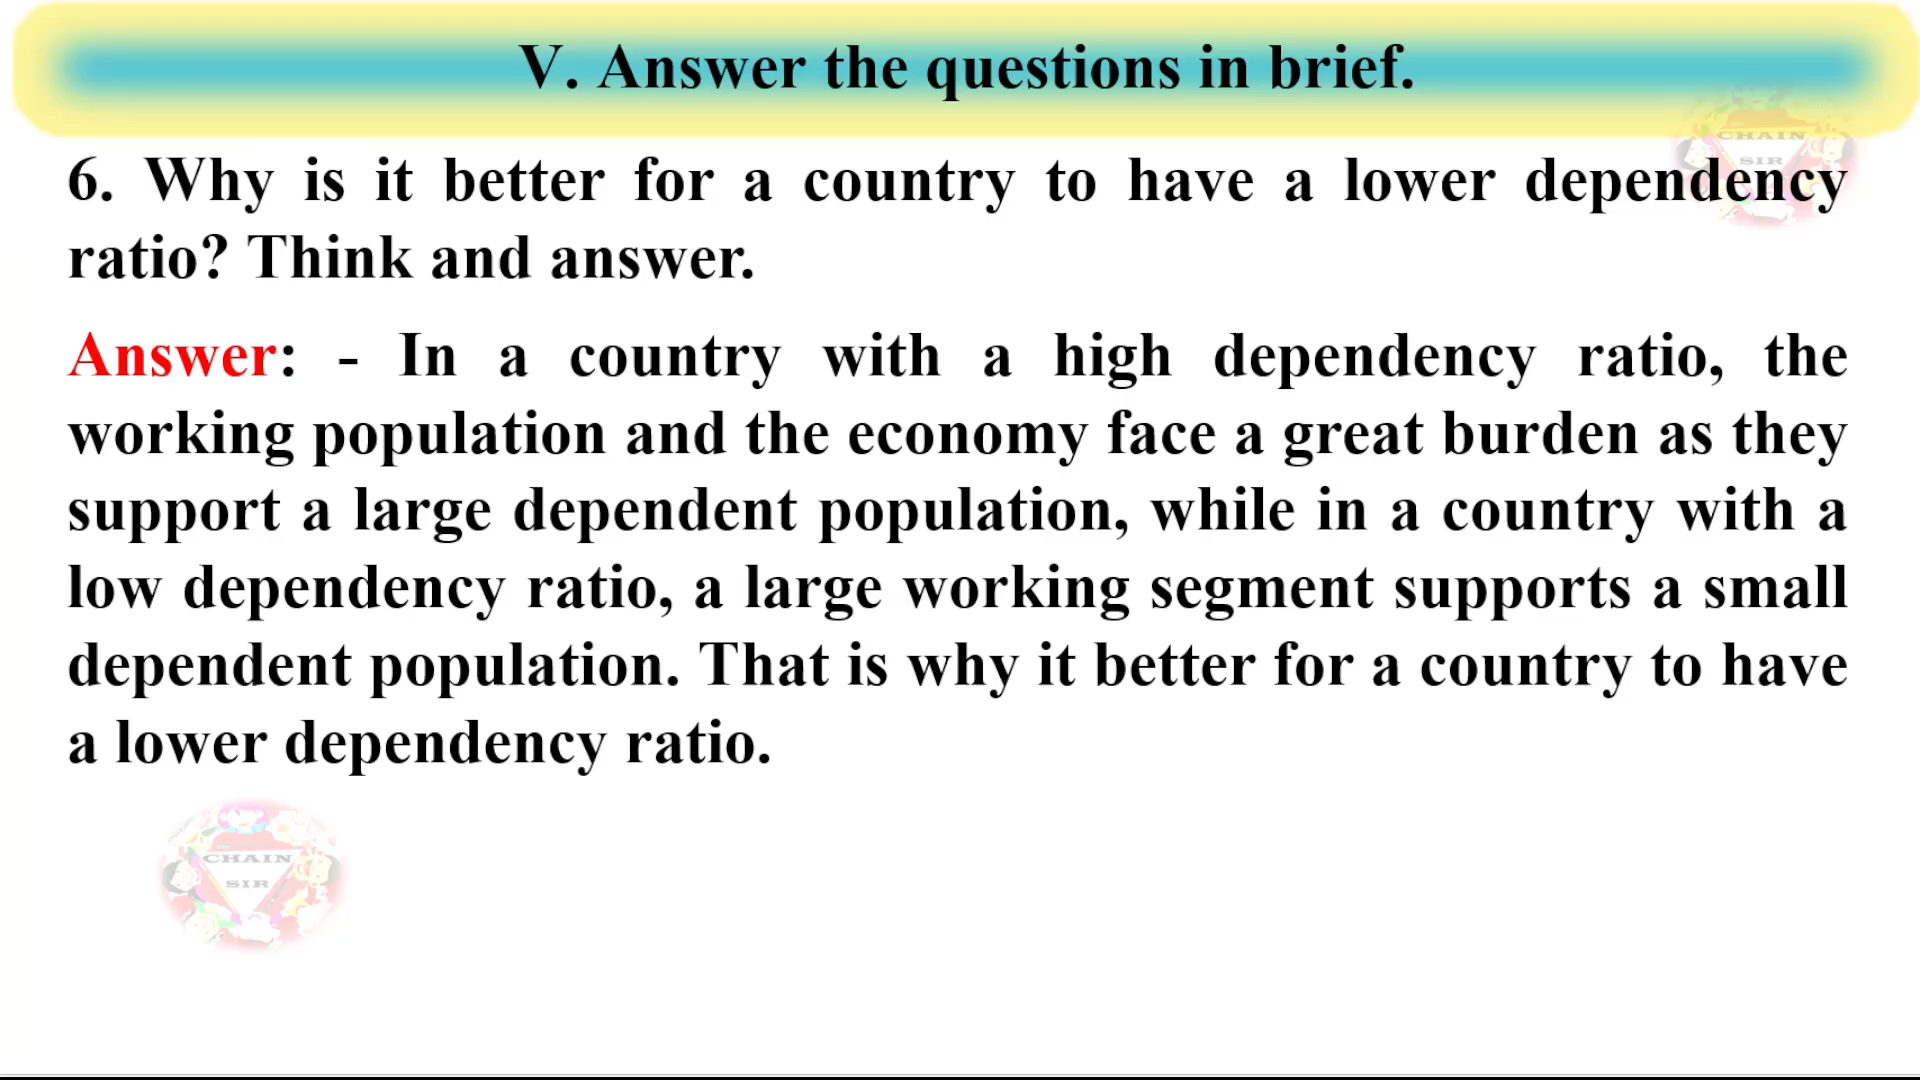 V. Answer the questions in brief.
CHAIN
SIR
6. Why is it better for a country to have a lower dependency
ratio? Think and answer.
Answer: - In a country with a high dependency ratio, the
working population and the economy face a great burden as they
support a large dependent population, while in a country with a
low dependency ratio, a large working segment supports a small
dependent population. That is why it better for a country to have
a lower dependency ratio.
CHAIN
SIR